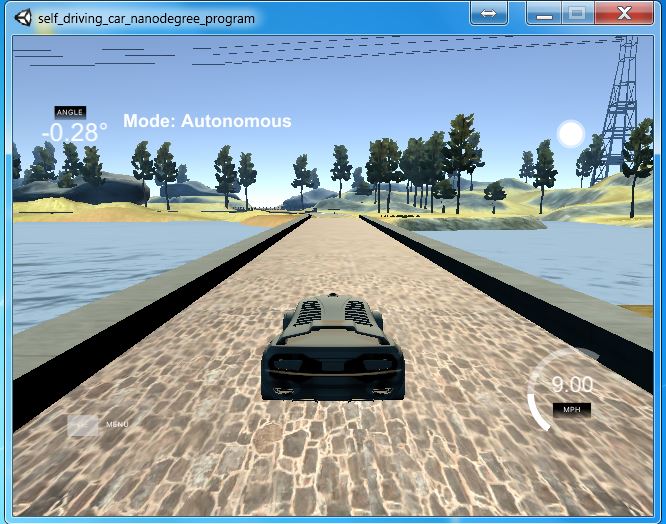 self_driving_car_nanodegree_program
ANGLE
-0.28°
Mode: Autonomous
9.00
MPH
MENU